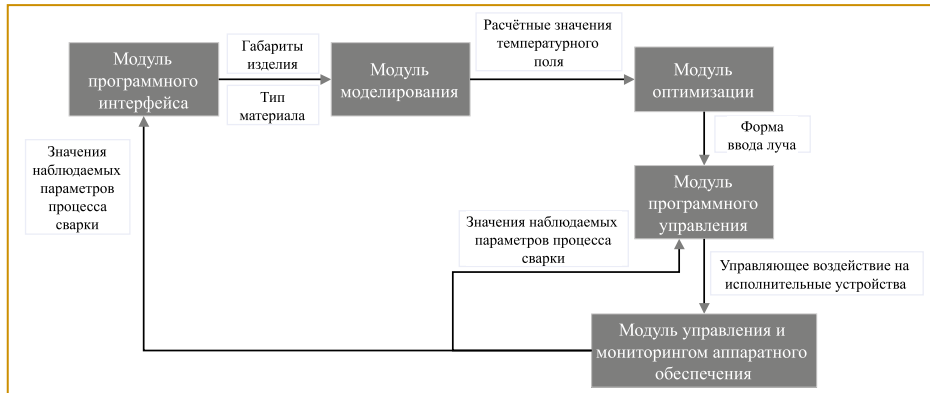 Модуль
программного
интерфейса
Габариты
изделия
Тип
материала
Модуль
моделирования
Расчётные значения
температурного
поля
Модуль
оптимизации
Форма
ввода луча
Значения
наблюдаемых
параметров
процесса
сварки
Модуль
программного
управления
Значения наблюдаемых
параметров процесса
сварки
Управляющее воздействие на
исполнительные устройства
Модуль управления и
мониторингом аппаратного
обеспечения